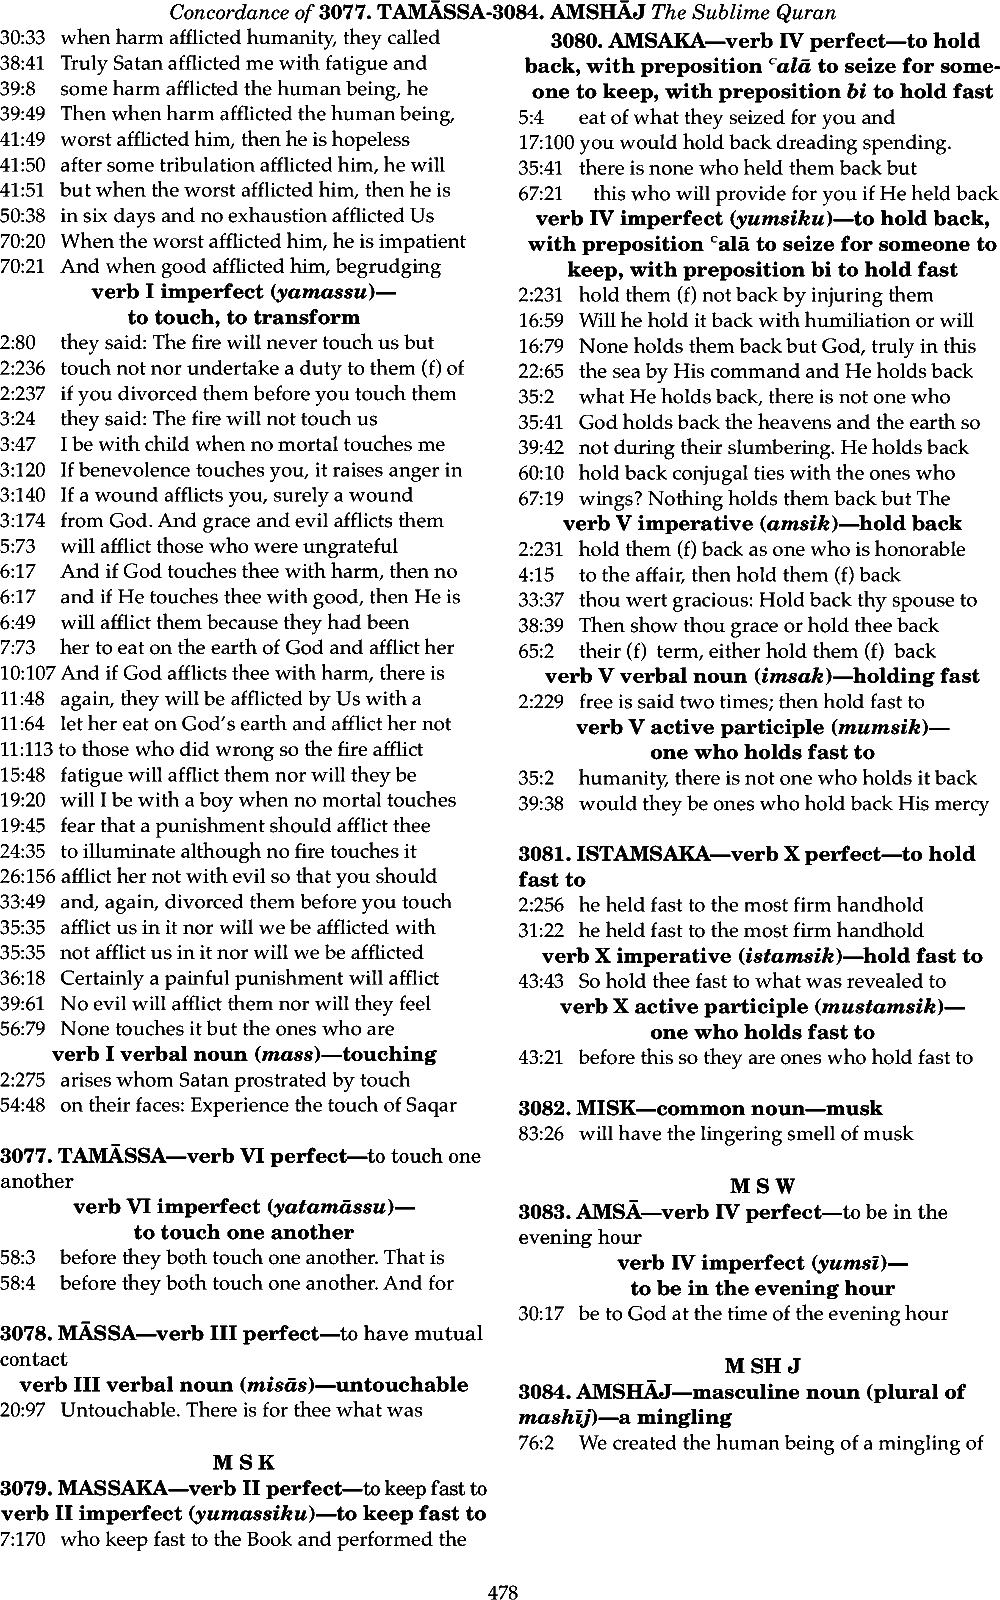 Concordance of 3077. TAMĀSSA-3084. AMSHĀJ The Sublime Quran
30:33 when harm afflicted humanity, they called
38:41 Truly Satan afflicted me with fatigue and
39:8 some harm afflicted the human being, he
39:49 Then when harm afflicted the human being,
41:49 worst afflicted him, then he is hopeless
41:50 after some tribulation afflicted him, he will
41:51 but when the worst afflicted him, then he is
50:38 in six days and no exhaustion afflicted Us
70:20 When the worst afflicted him, he is impatient
70:21 And when good afflicted him, begrudging
verb I imperfect (yamassu)—
to touch, to transform
2:80 they said: The fire will never touch us but
2:236 touch not nor undertake a duty to them (f) of
2:237 if you divorced them before you touch them
3:24 they said: The fire will not touch us
3:47 I be with child when no mortal touches me
3:120 If benevolence touches you, it raises anger in
3:140 If a wound afflicts you, surely a wound
3:174 from God. And grace and evil afflicts them
5:73 will afflict those who were ungrateful
6:17 And if God touches thee with harm, then no
6:17 and if He touches thee with good, then He is
6:49 will afflict them because they had been
7:73 her to eat on the earth of God and afflict her
10:107 And if God afflicts thee with harm, there is
11:48 again, they will be afflicted by Us with a
11:64 let her eat on God's earth and afflict her not
11:113 to those who did wrong so the fire afflict
15:48 fatigue will afflict them nor will they be
19:20 will I be with a boy when no mortal touches
19:45 fear that a punishment should afflict thee
24:35 to illuminate although no fire touches it
26:156 afflict her not with evil so that you should
33:49 and, again, divorced them before you touch
35:35 afflict us in it nor will we be afflicted with
35:35 not afflict us in it nor will we be afflicted
36:18 Certainly a painful punishment will afflict
39:61 No evil will afflict them nor will they feel
56:79 None touches it but the ones who are
verb I verbal noun (mass)—touching
2:275 arises whom Satan prostrated by touch
54:48 on their faces: Experience the touch of Saqar
3077. TAMĀSSA—verb VI perfect—to touch one
another
verb VI imperfect (yatamāssu)—
to touch one another
58:3 before they both touch one another. That is
58:4 before they both touch one another. And for
3078. MĀSSA—verb III perfect—to have mutual
contact
verb III verbal noun (misās)—untouchable
20:97 Untouchable. There is for thee what was
M S K
3079. MASSAKA—verb II perfect—to keep fast to
verb II imperfect (yumassiku)—to keep fast to
7:170 who keep fast to the Book and performed the
3080. AMSAKA—verb IV perfect—to hold
back, with preposition ᶜalā to seize for some-
one to keep, with preposition bi to hold fast
5:4 eat of what they seized for you and
17:100 you would hold back dreading spending.
35:41 there is none who held them back but
67:21 this who will provide for you if He held back
verb IV imperfect (yumsiku)—to hold back,
with preposition ᶜalā to seize for someone to
keep, with preposition bi to hold fast
2:231 hold them (f) not back by injuring them
16:59 Will he hold it back with humiliation or will
16:79 None holds them back but God, truly in this
22:65 the sea by His command and He holds back
35:2 what He holds back, there is not one who
35:41 God holds back the heavens and the earth so
39:42 not during their slumbering. He holds back
60:10 hold back conjugal ties with the ones who
67:19 wings? Nothing holds them back but The
verb V imperative (amsik)—hold back
2:231 hold them (f) back as one who is honorable
4:15 to the affair, then hold them (f) back
33:37 thou wert gracious: Hold back thy spouse to
38:39 Then show thou grace or hold thee back
65:2 their (f) term, either hold them (f) back
verb V verbal noun (imsak)—holding fast
2:229 free is said two times; then hold fast to
verb V active participle (mumsik)—
one who holds fast to
35:2 humanity, there is not one who holds it back
39:38 would they be ones who hold back His mercy
3081. ISTAMSAKA—verb X perfect—to hold
fast to
2:256 he held fast to the most firm handhold
31:22 he held fast to the most firm handhold
verb X imperative (istamsik)—hold fast to
43:43 So hold thee fast to what was revealed to
verb X active participle (mustamsik)—
one who holds fast to
43:21 before this so they are ones who hold fast to
3082. MISK—common noun—musk
83:26 will have the lingering smell of musk
M S W
3083. AMSĀ—verb IV perfect—to be in the
evening hour
verb IV imperfect (yumsī)—
to be in the evening hour
30:17 be to God at the time of the evening hour
M SH J
3084. AMSHĀJ—masculine noun (plural of
mashīj)—a mingling
76:2 We created the human being of a mingling of
478